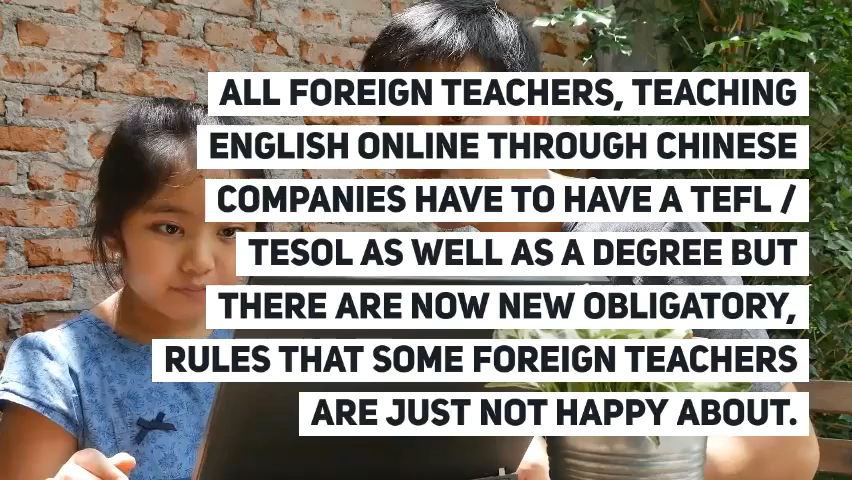 ALL FOREIGN TEACHERS, TEACHING
ENGLISH ONLINE THROUGH CHINESE
COMPANIES HAVE TO HAVE A TEFL /
TESOL AS WELL AS A DEGREE BUT
THERE ARE NOW NEW OBLIGATORY,
RULES THAT SOME FOREIGN TEACHERS
ARE JUST NOT HAPPY ABOUT.